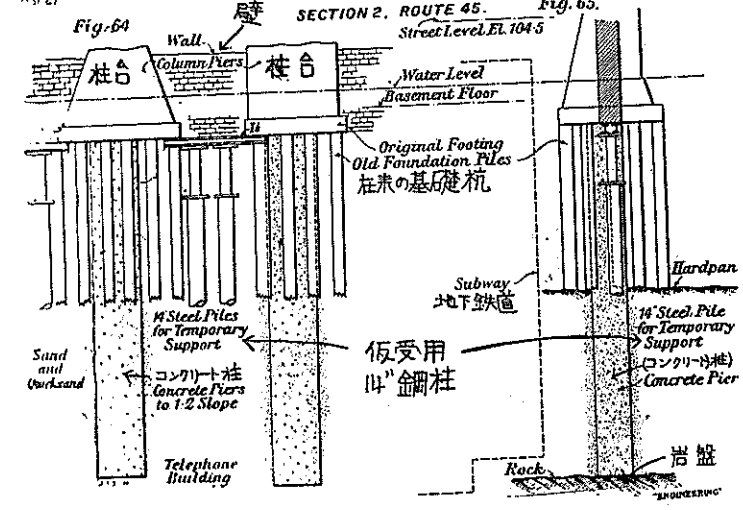 Fig. 64
壁
SECTION 2. ROUTE 45.
Fig. 65.
Street Level El. 104·5
Wall
Column Piers
柱台
柱台
Water Level
Basement Floor
Original Footing
Old Foundation Piles
在来の基礎杭
Subway
地下鉄道
Hardpan
14" Steel Piles
for Temporary
Support
仮受用
14" 鋼柱
14" Steel Pile
for Temporary
Support
Sand
and
Quicksand
コンクリート柱
Concrete Piers
to 1·2 Slope
(コンクリート柱)
Concrete Pier
Telephone
Building
Rock
岩盤
"ENGINEERING"